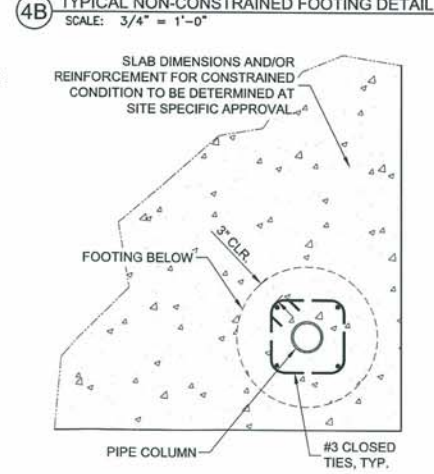 4B TYPICAL NON-CONSTRAINED FOOTING DETAIL
SCALE: 3/4" = 1'-0"
SLAB DIMENSIONS AND/OR
REINFORCEMENT FOR CONSTRAINED
CONDITION TO BE DETERMINED AT
SITE SPECIFIC APPROVAL
3" CLR.
FOOTING BELOW
PIPE COLUMN
#3 CLOSED
TIES, TYP.